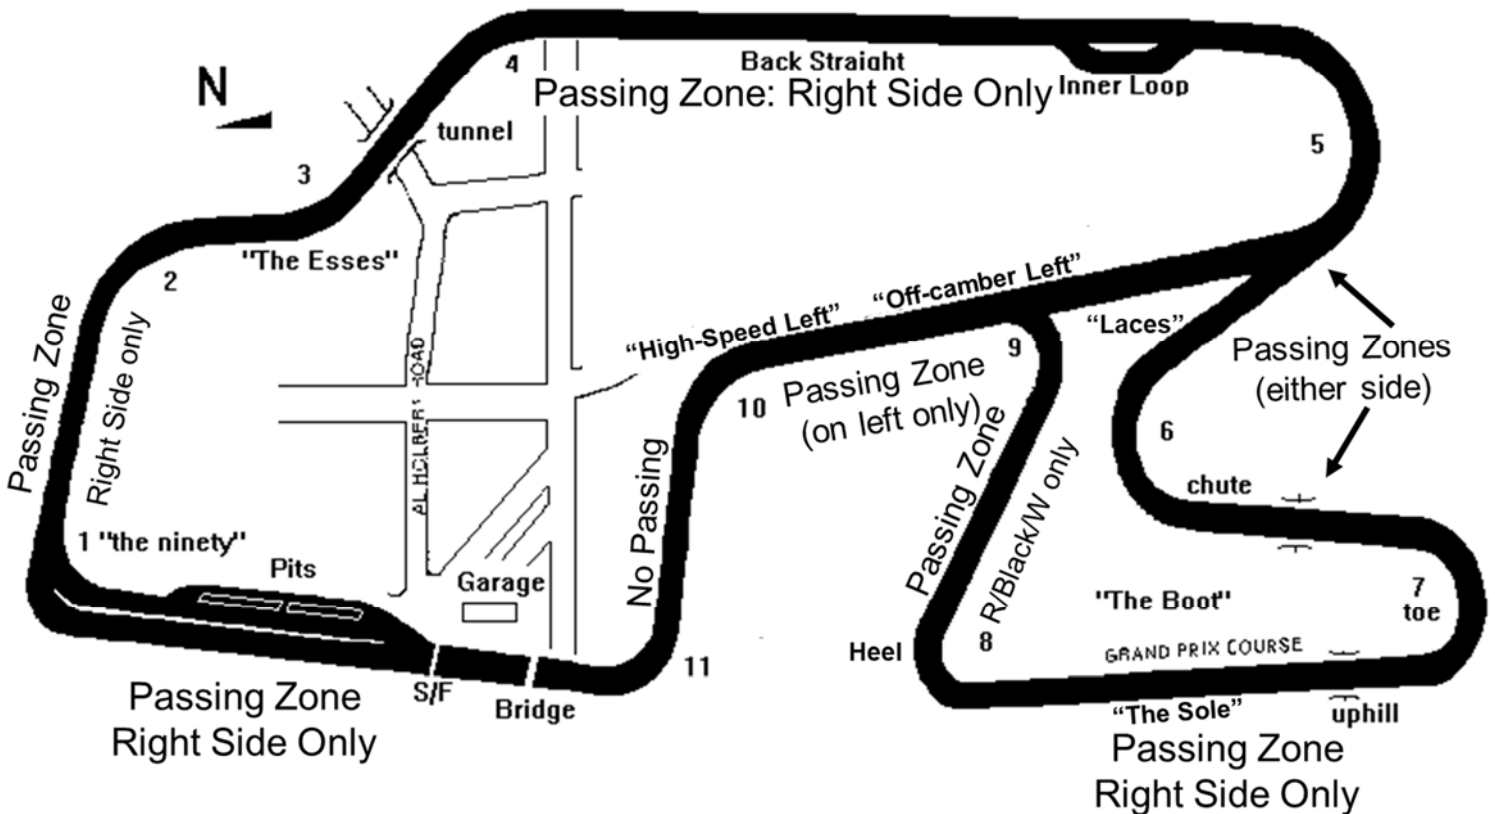 4
Back Straight
Inner Loop
Passing Zone: Right Side Only
N
tunnel
5
3
"The Esses"
2
Passing Zone
Right Side only
“High-Speed Left”
“Off-camber Left”
“Laces”
9
10
Passing Zone
(on left only)
Passing Zones
(either side)
AL HOLBERT ROAD
No Passing
Passing Zone
R/Black/W only
6
chute
1 "the ninety"
Pits
Garage
"The Boot"
7
toe
Heel
8
GRAND PRIX COURSE
11
S/F
Bridge
Passing Zone
Right Side Only
“The Sole”
uphill
Passing Zone
Right Side Only